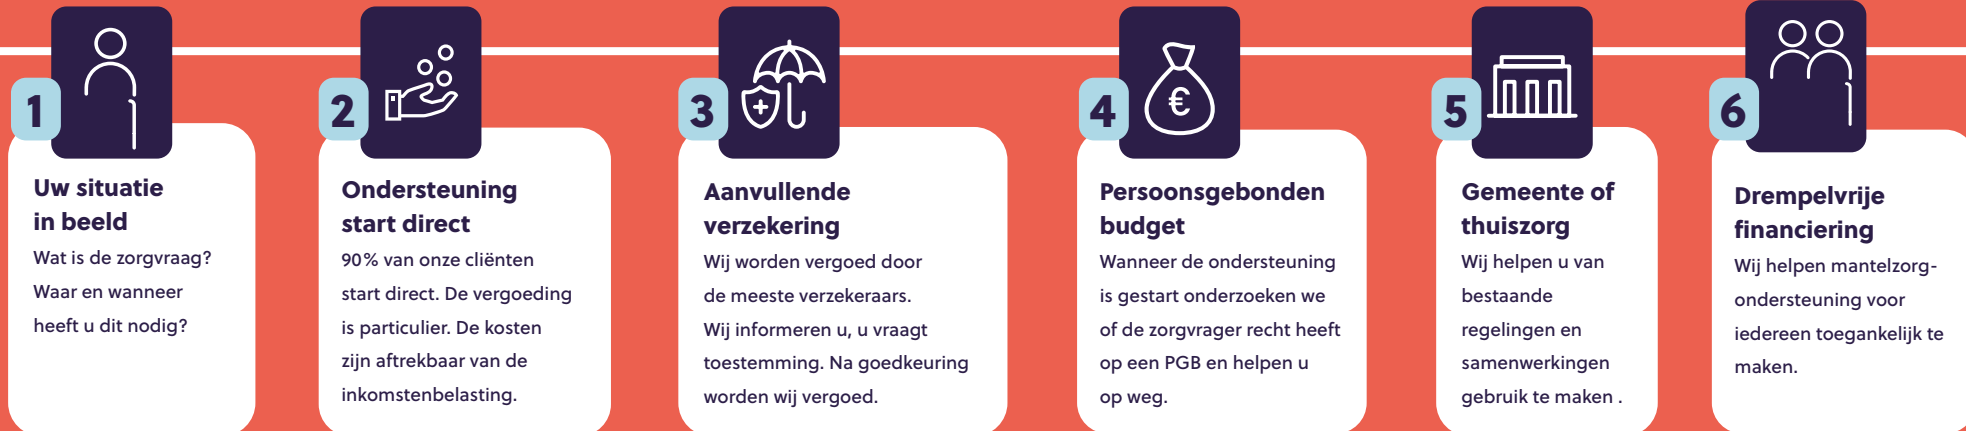 1
Uw situatie
in beeld
Wat is de zorgvraag?
Waar en wanneer
heeft u dit nodig?
2
Ondersteuning
start direct
90% van onze cliënten
start direct. De vergoeding
is particulier. De kosten
zijn aftrekbaar van de
inkomstenbelasting.
3
Aanvullende
verzekering
Wij worden vergoed door
de meeste verzekeraars.
Wij informeren u, u vraagt
toestemming. Na goedkeuring
worden wij vergoed.
4
€
Persoonsgebonden
budget
Wanneer de ondersteuning
is gestart onderzoeken we
of de zorgvrager recht heeft
op een PGB en helpen u
op weg.
5
Gemeente of
thuiszorg
Wij helpen u van
bestaande
regelingen en
samenwerkingen
gebruik te maken .
6
Drempelvrije
financiering
Wij helpen mantelzorg-
ondersteuning voor
iedereen toegankelijk te
maken.